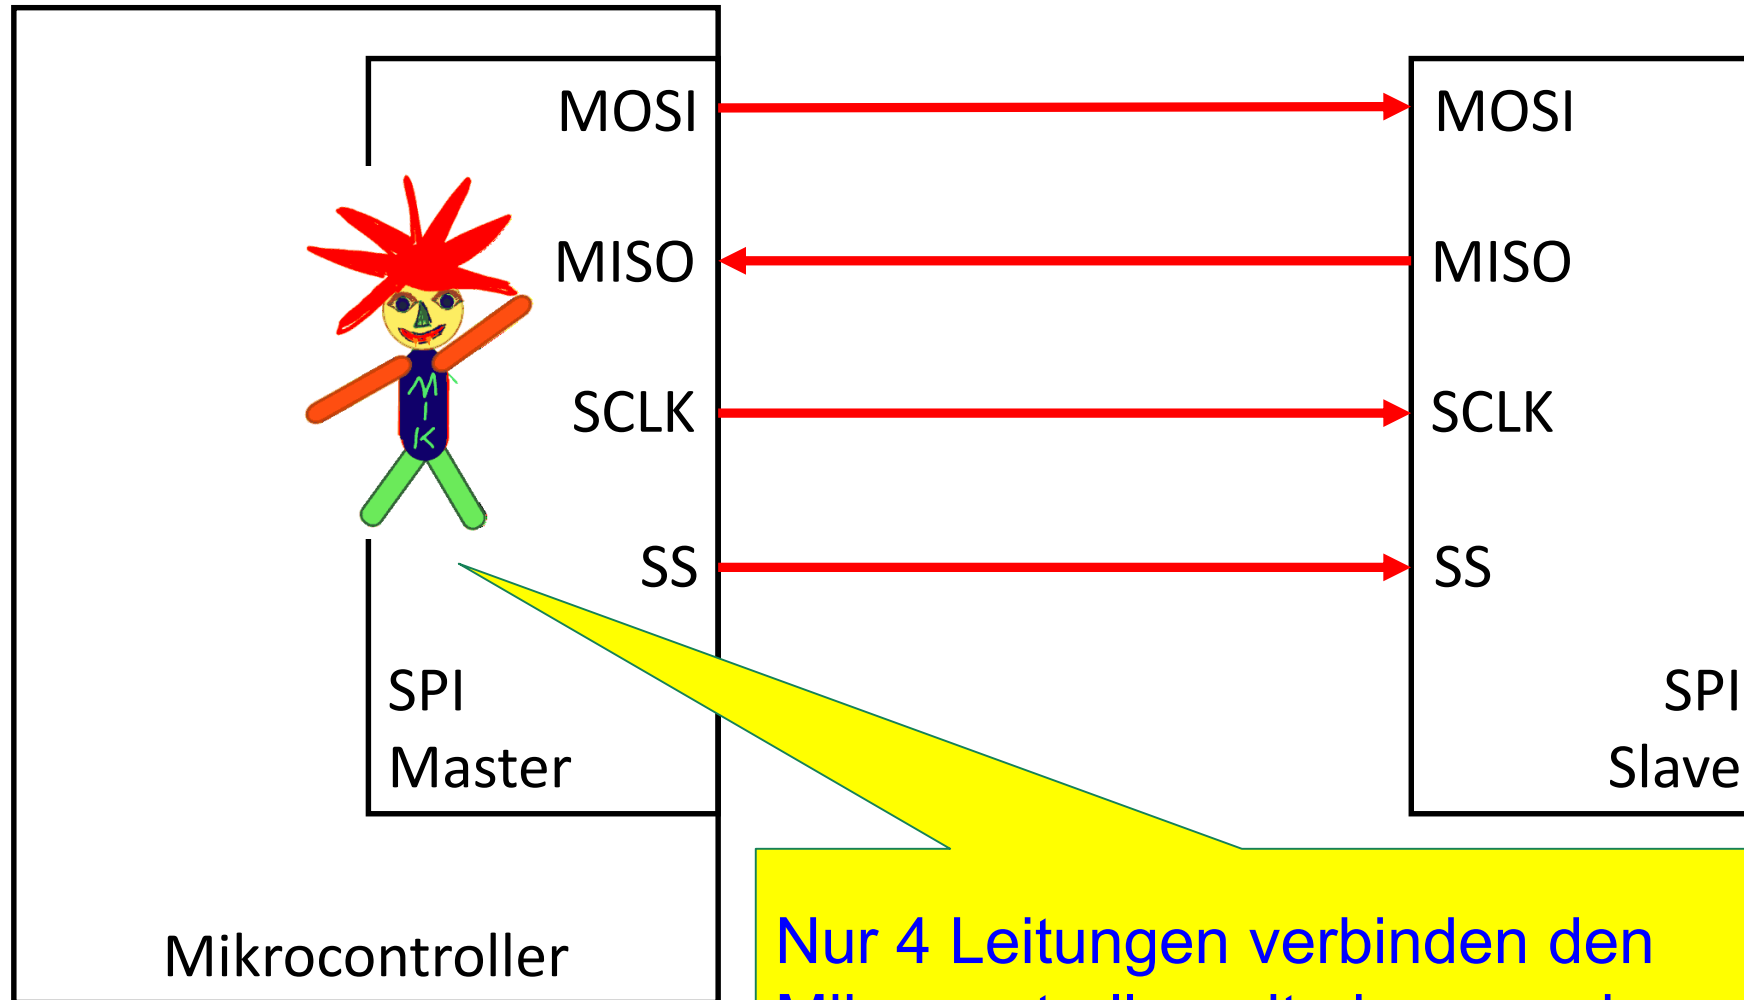 MOSI
MOSI
MISO
MISO
M
I
K
SCLK
SCLK
SS
SS
SPI
Master
SPI
Slave
Mikrocontroller
Nur 4 Leitungen verbinden den